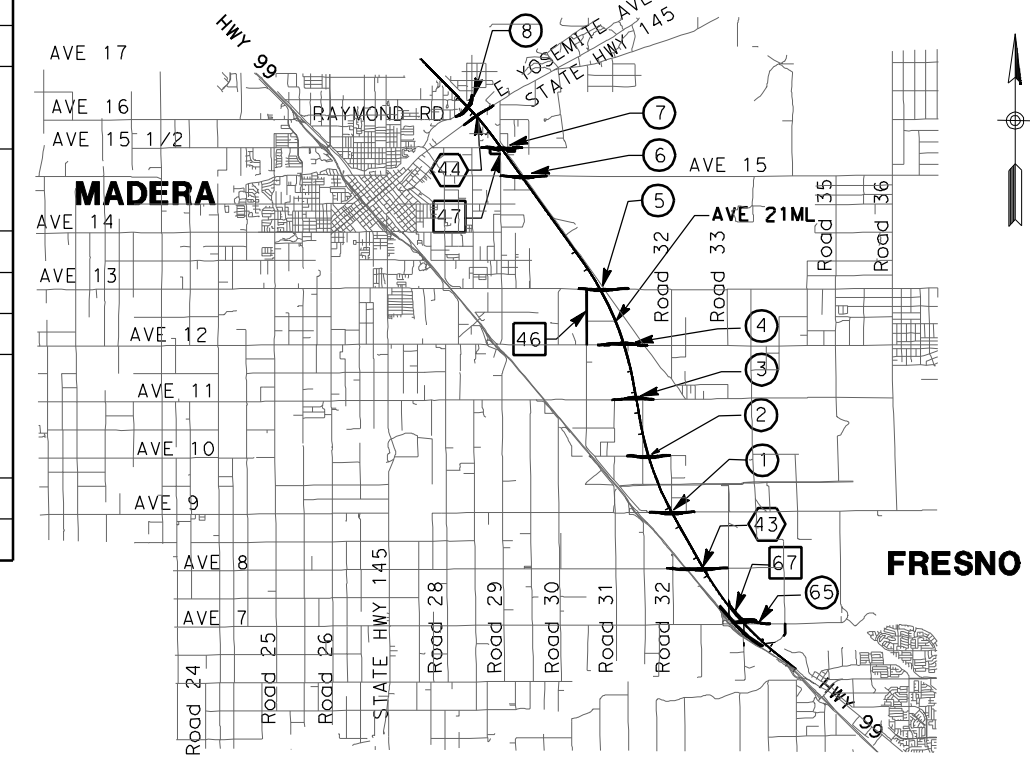 HWY 99
8
E YOSEMITE AVE
STATE HWY 145
AVE 17
AVE 16
RAYMOND RD
7
AVE 15 1/2
6
AVE 15
44
MADERA
5
47
AVE 21ML
AVE 14
Road 32
Road 33
Road 35
Road 36
AVE 13
4
46
AVE 12
3
AVE 11
2
AVE 10
1
AVE 9
43
AVE 8
67
FRESNO
65
AVE 7
Road 24
Road 25
Road 26
STATE HWY 145
Road 28
Road 29
Road 30
Road 31
Road 32
HWY 99